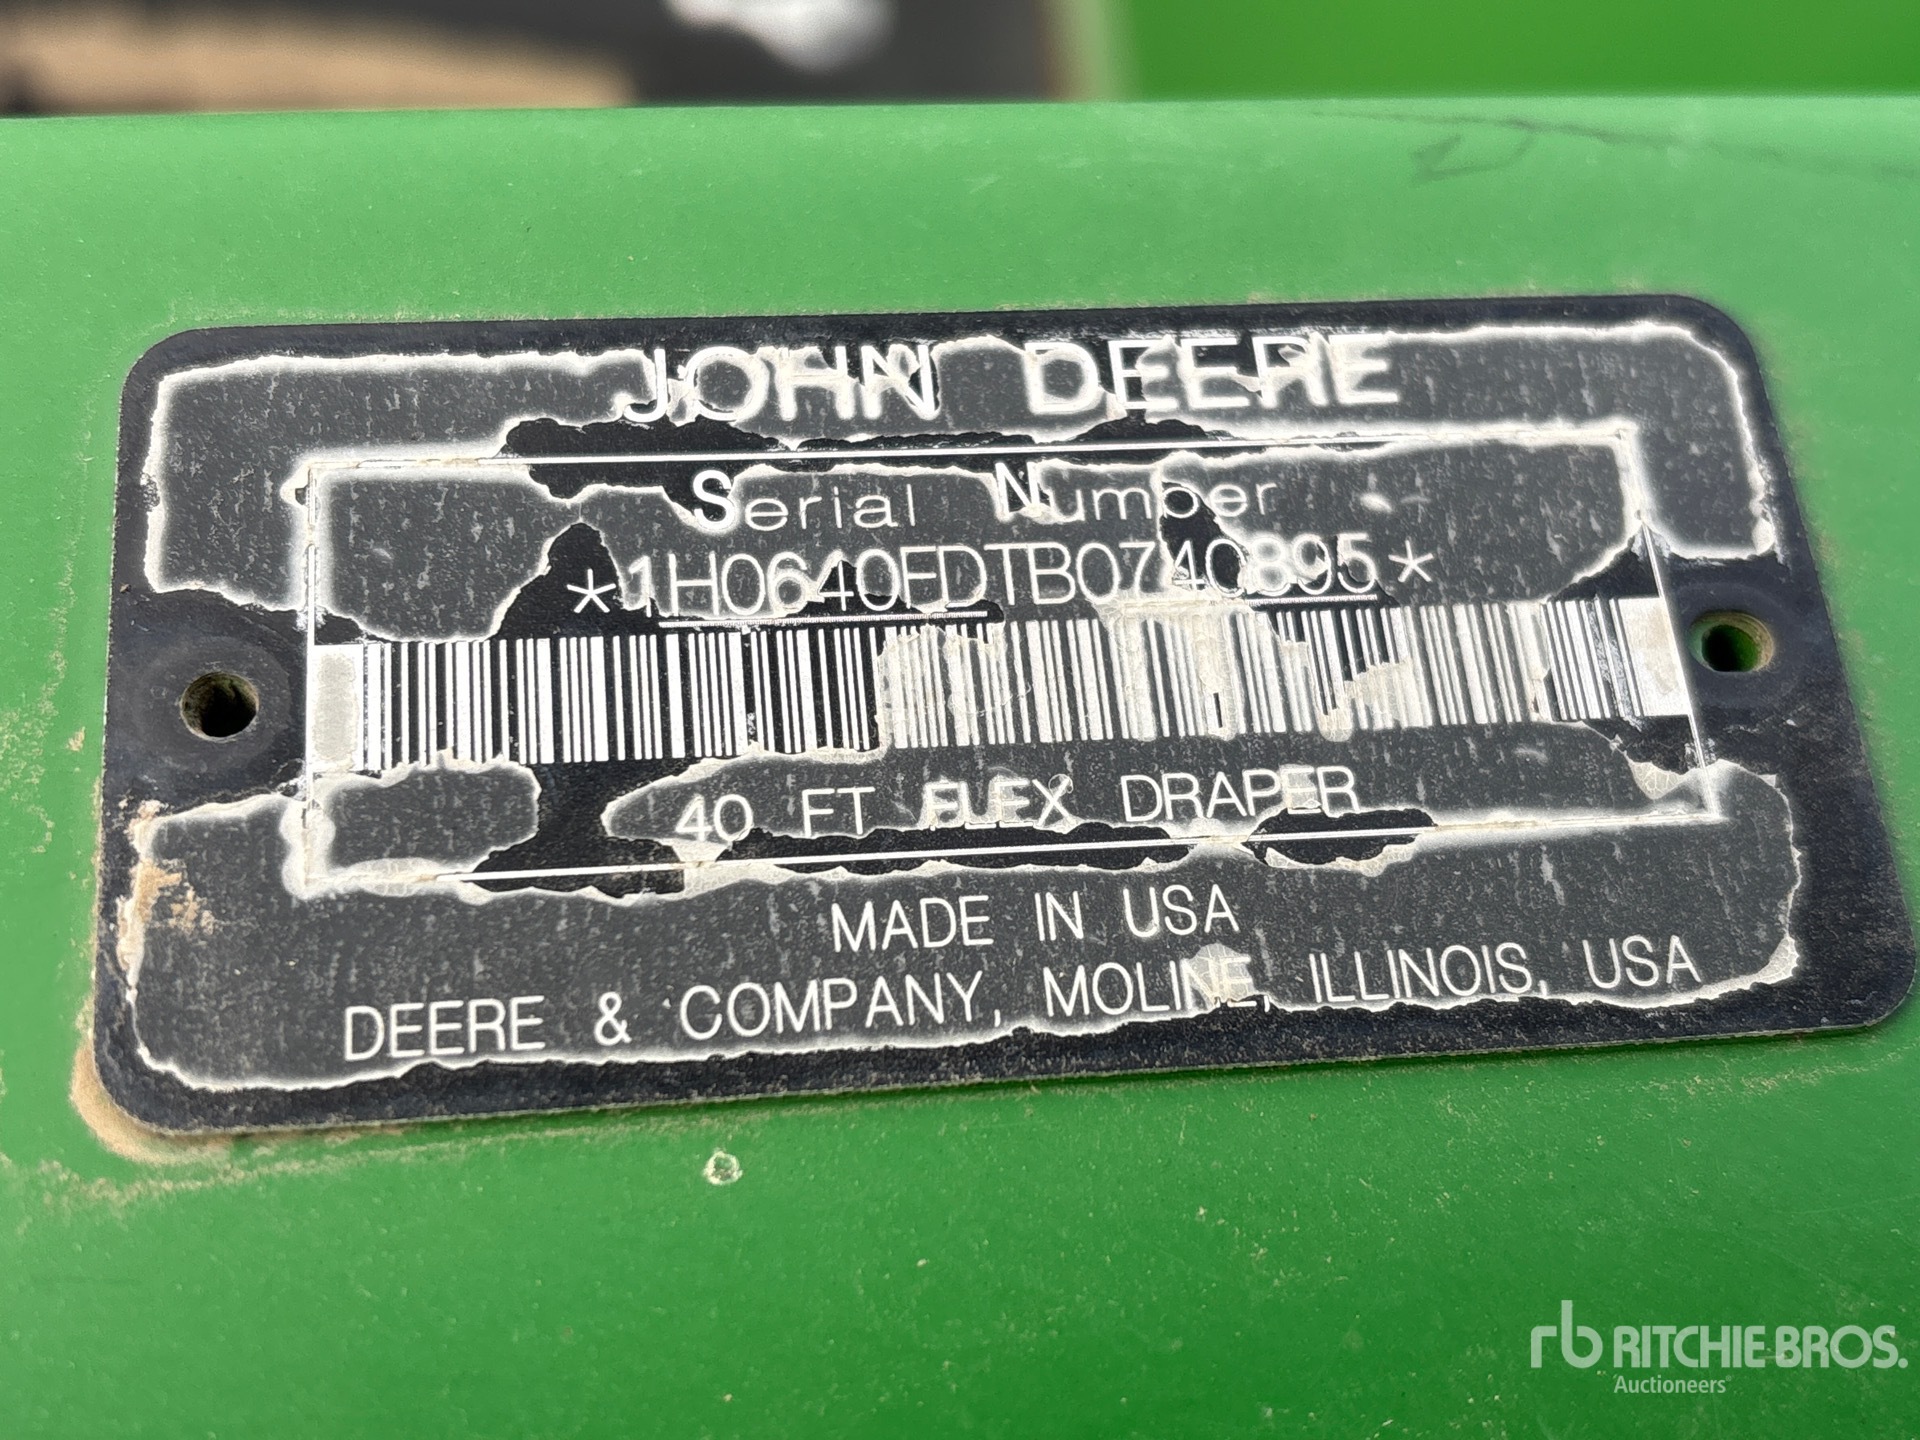 JOHN DEERE
Serial Number
*1H0640FDTB0740895*
40 FT FLEX DRAPER
MADE IN USA
DEERE & COMPANY, MOLINE, ILLINOIS, USA
rb RITCHIE BROS.
Auctioneers